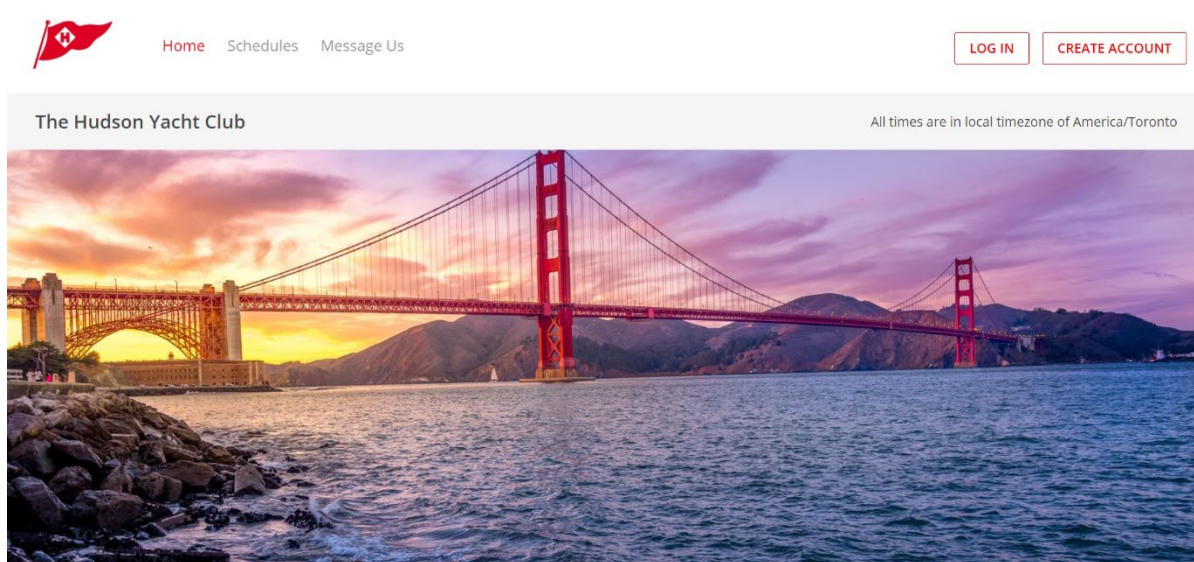 H
Home Schedules Message Us
LOG IN CREATE ACCOUNT
The Hudson Yacht Club
All times are in local timezone of America/Toronto